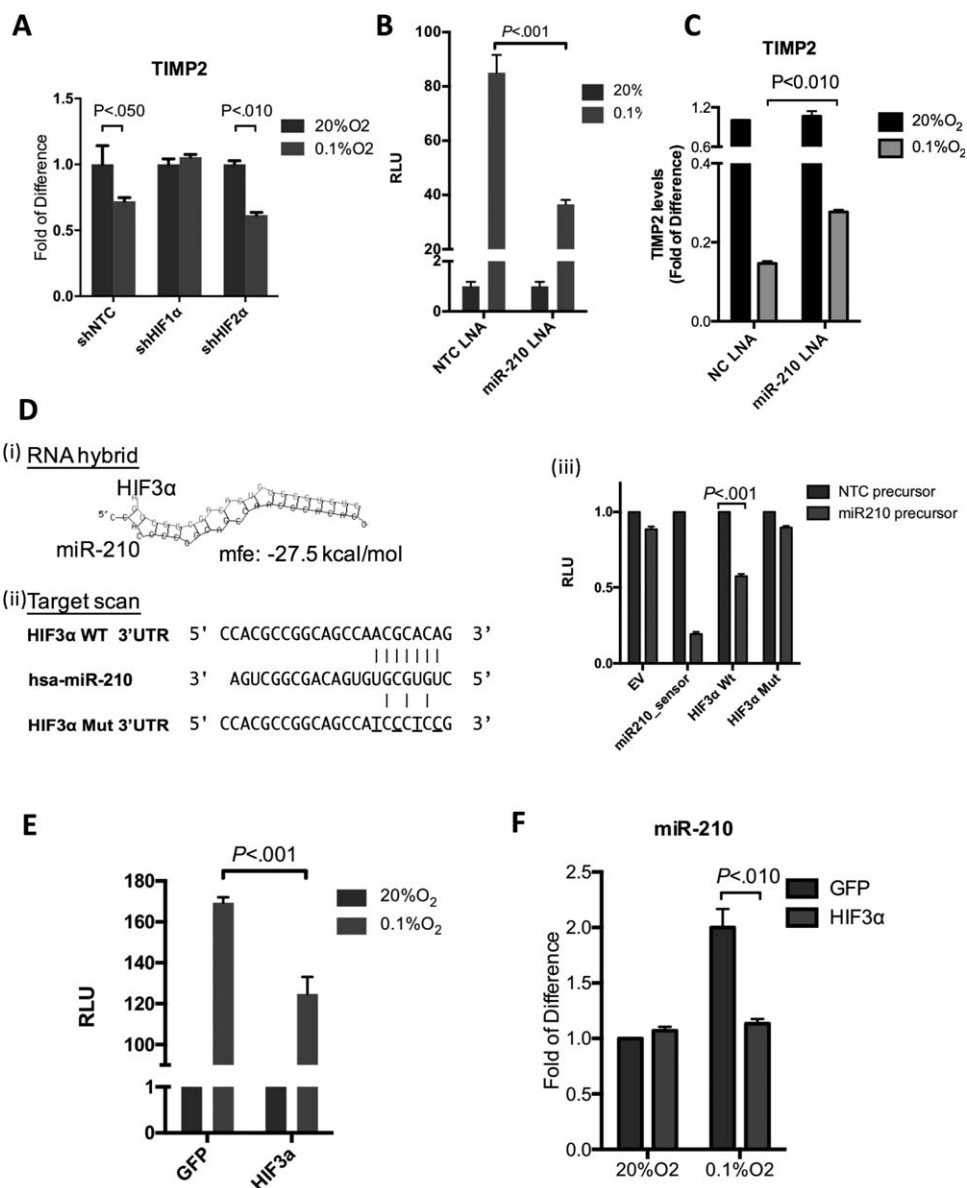 A
TIMP2
P<.050
P<.010
20%O2
0.1%O2
Fold of Difference
1.5
1.0
0.5
0.0
shNTC
shHIF1α
shHIF2α
B
P<.001
20%
0.1%
RLU
100
80
60
40
20
2
1
0
NTC LNA
miR-210 LNA
C
TIMP2
P<0.010
20%O₂
0.1%O₂
TIMP2 levels
(Fold of Difference)
1.2
0.6
0.4
0.2
0.0
NC LNA
miR-210 LNA
D
(i) RNA hybrid
HIF3α
5'
miR-210
mfe: -27.5 kcal/mol
(ii) Target scan
HIF3α WT 3'UTR 5' CCACGCCGGCAGCCAACGCACAG 3'
hsa-miR-210 3' AGUCGGCGACAGUGUGCGUGUC 5'
HIF3α Mut 3'UTR 5' CCACGCCGGCAGCCATCCCTCCG 3'
(iii)
P<.001
NTC precursor
miR210 precursor
RLU
1.0
0.5
0.0
EV
miR210_sensor
HIF3α Wt
HIF3α Mut
E
P<.001
20%O₂
0.1%O₂
RLU
180
160
140
120
100
1
0
GFP
HIF3a
F
miR-210
P<.010
GFP
HIF3α
Fold of Difference
2.5
2.0
1.5
1.0
0.5
0.0
20%O2
0.1%O2